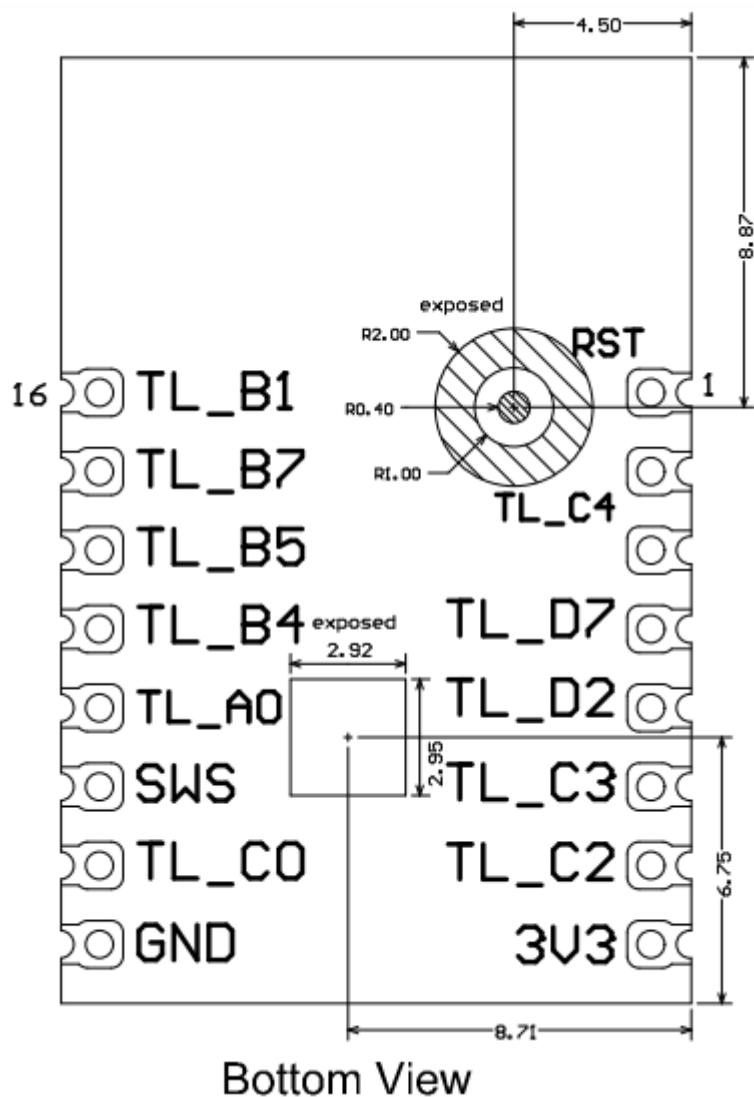 4.50
8.87
exposed
R2.00
RST
16
TL_B1
1
R0.40
TL_B7
R1.00
TL_C4
TL_B5
TL_B4
exposed
TL_D7
2.92
TL_A0
TL_D2
2.95
SWS
TL_C3
TL_C0
TL_C2
6.75
GND
3V3
8.71
Bottom View